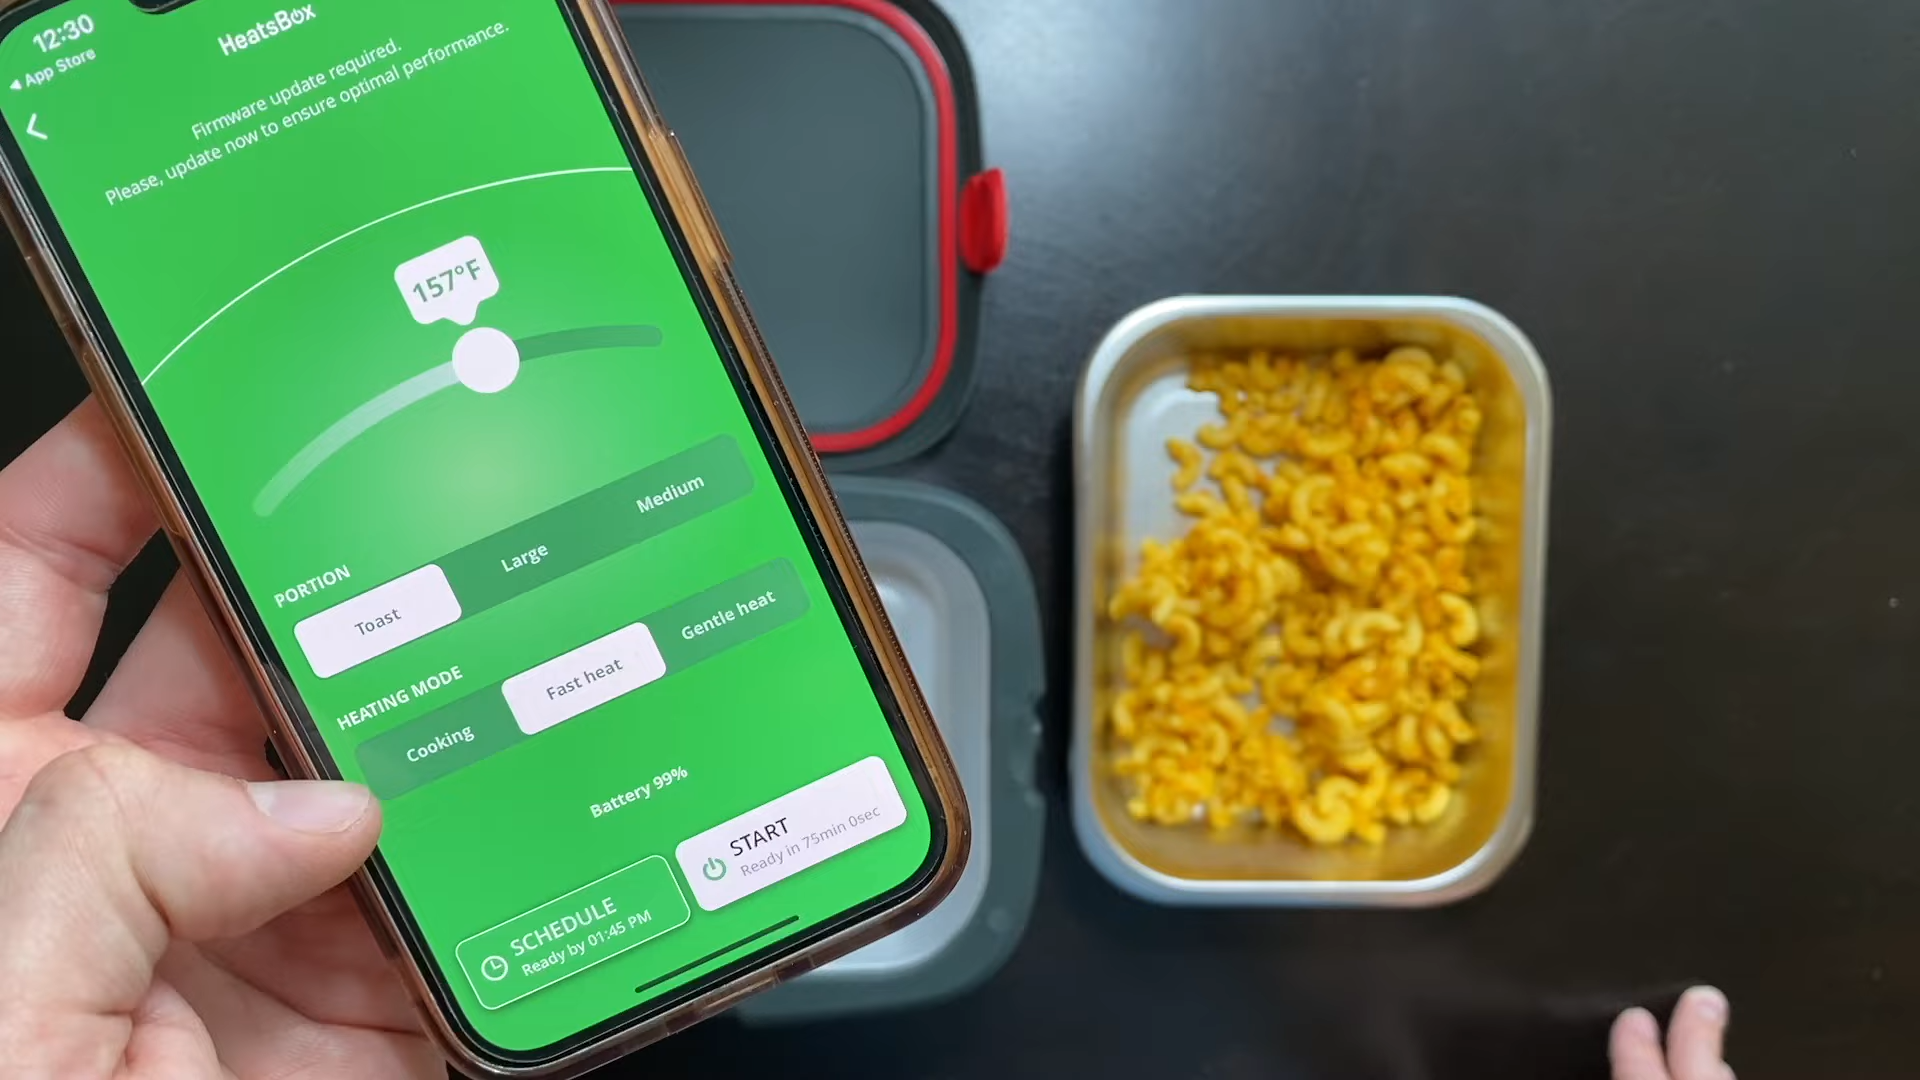 12:30
App Store
HeatsBox
Firmware update required.
Please, update now to ensure optimal performance.
157°F
PORTION
Toast
Large
Medium
HEATING MODE
Cooking
Fast heat
Gentle heat
Battery 99%
SCHEDULE
Ready by 01:45 PM
START
Ready in 75min 0sec